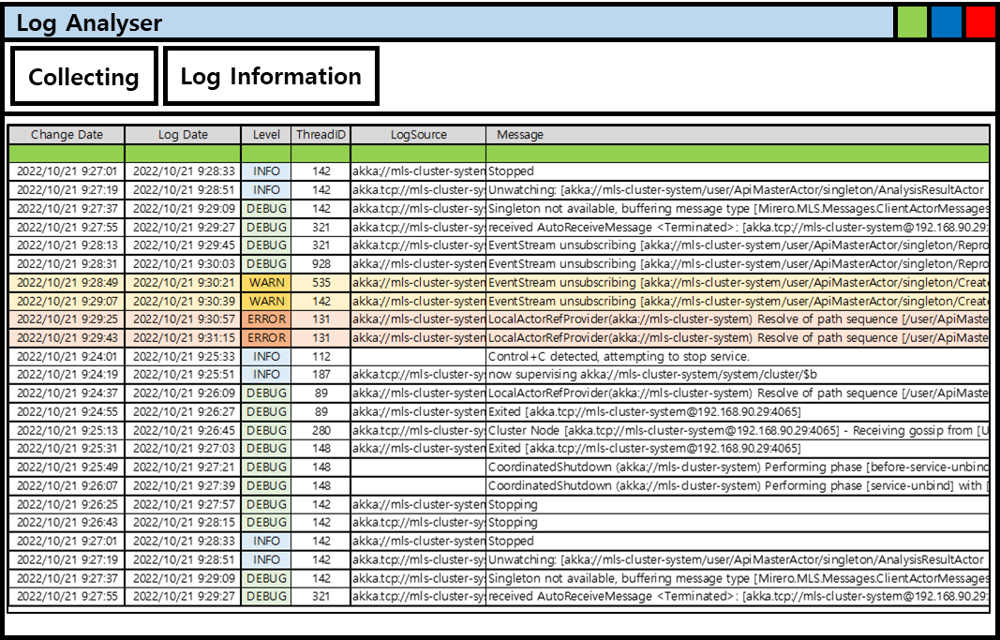 Log Analyser
Collecting Log Information
Change Date Log Date Level ThreadID LogSource Message
2022/10/21 9:27:01 2022/10/21 9:28:33 INFO 142 akka://mls-cluster-system Stopped
2022/10/21 9:27:19 2022/10/21 9:28:51 INFO 142 akka.tcp://mls-cluster-sys Unwatching: [akka://mls-cluster-system/user/ApiMasterActor/singleton/AnalysisResultActor
2022/10/21 9:27:37 2022/10/21 9:29:09 DEBUG 142 akka://mls-cluster-system Singleton not available, buffering message type [Mirero.MLS.Messages.ClientActorMessages
2022/10/21 9:27:55 2022/10/21 9:29:27 DEBUG 321 akka.tcp://mls-cluster-sys received AutoReceiveMessage <Terminated>: [akka.tcp://mls-cluster-system@192.168.90.29:
2022/10/21 9:28:13 2022/10/21 9:29:45 DEBUG 321 akka.tcp://mls-cluster-sys EventStream unsubscribing [akka://mls-cluster-system/user/ApiMasterActor/singleton/Repro
2022/10/21 9:28:31 2022/10/21 9:30:03 DEBUG 928 akka://mls-cluster-system EventStream unsubscribing [akka://mls-cluster-system/user/ApiMasterActor/singleton/Repro
2022/10/21 9:28:49 2022/10/21 9:30:21 WARN 535 akka://mls-cluster-system EventStream unsubscribing [akka://mls-cluster-system/user/ApiMasterActor/singleton/Create
2022/10/21 9:29:07 2022/10/21 9:30:39 WARN 142 akka://mls-cluster-system EventStream unsubscribing [akka://mls-cluster-system/user/ApiMasterActor/singleton/Create
2022/10/21 9:29:25 2022/10/21 9:30:57 ERROR 131 akka://mls-cluster-system LocalActorRefProvider(akka://mls-cluster-system) Resolve of path sequence [/user/ApiMaste
2022/10/21 9:29:43 2022/10/21 9:31:15 ERROR 131 akka://mls-cluster-system LocalActorRefProvider(akka://mls-cluster-system) Resolve of path sequence [/user/ApiMaste
2022/10/21 9:24:01 2022/10/21 9:25:33 INFO 112 Control+C detected, attempting to stop service.
2022/10/21 9:24:19 2022/10/21 9:25:51 INFO 187 akka.tcp://mls-cluster-sys now supervising akka://mls-cluster-system/system/cluster/$b
2022/10/21 9:24:37 2022/10/21 9:26:09 DEBUG 89 akka://mls-cluster-system LocalActorRefProvider(akka://mls-cluster-system) Resolve of path sequence [/user/ApiMaste
2022/10/21 9:24:55 2022/10/21 9:26:27 DEBUG 89 akka://mls-cluster-system Exited [akka.tcp://mls-cluster-system@192.168.90.29:4065]
2022/10/21 9:25:13 2022/10/21 9:26:45 DEBUG 280 akka.tcp://mls-cluster-sys Cluster Node [akka.tcp://mls-cluster-system@192.168.90.29:4065] - Receiving gossip from [U
2022/10/21 9:25:31 2022/10/21 9:27:03 DEBUG 148 akka.tcp://mls-cluster-sys Exited [akka.tcp://mls-cluster-system@192.168.90.29:4065]
2022/10/21 9:25:49 2022/10/21 9:27:21 DEBUG 148 CoordinatedShutdown (akka://mls-cluster-system) Performing phase [before-service-unbind
2022/10/21 9:26:07 2022/10/21 9:27:39 DEBUG 148 CoordinatedShutdown (akka://mls-cluster-system) Performing phase [service-unbind] with [
2022/10/21 9:26:25 2022/10/21 9:27:57 DEBUG 142 akka://mls-cluster-system Stopping
2022/10/21 9:26:43 2022/10/21 9:28:15 DEBUG 142 akka.tcp://mls-cluster-sys Stopping
2022/10/21 9:27:01 2022/10/21 9:28:33 INFO 142 akka://mls-cluster-system Stopped
2022/10/21 9:27:19 2022/10/21 9:28:51 INFO 142 akka.tcp://mls-cluster-sys Unwatching: [akka://mls-cluster-system/user/ApiMasterActor/singleton/AnalysisResultActor
2022/10/21 9:27:37 2022/10/21 9:29:09 DEBUG 142 akka://mls-cluster-system Singleton not available, buffering message type [Mirero.MLS.Messages.ClientActorMessages
2022/10/21 9:27:55 2022/10/21 9:29:27 DEBUG 321 akka.tcp://mls-cluster-sys received AutoReceiveMessage <Terminated>: [akka.tcp://mls-cluster-system@192.168.90.29: